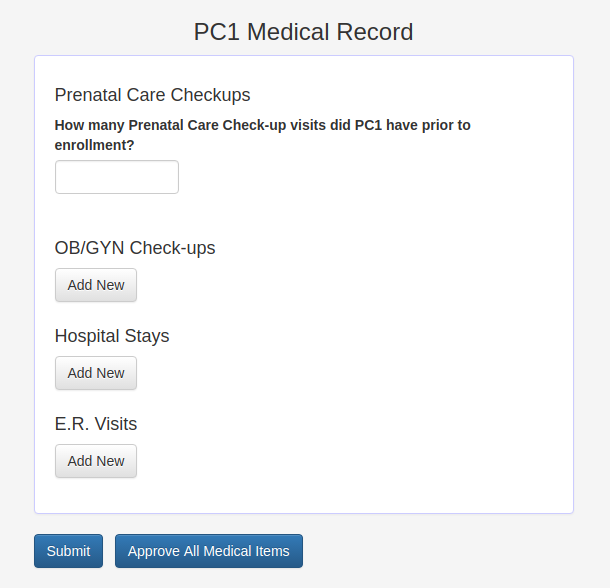 PC1 Medical Record
Prenatal Care Checkups
How many Prenatal Care Check-up visits did PC1 have prior to
enrollment?
OB/GYN Check-ups
Add New
Hospital Stays
Add New
E.R. Visits
Add New
Submit
Approve All Medical Items